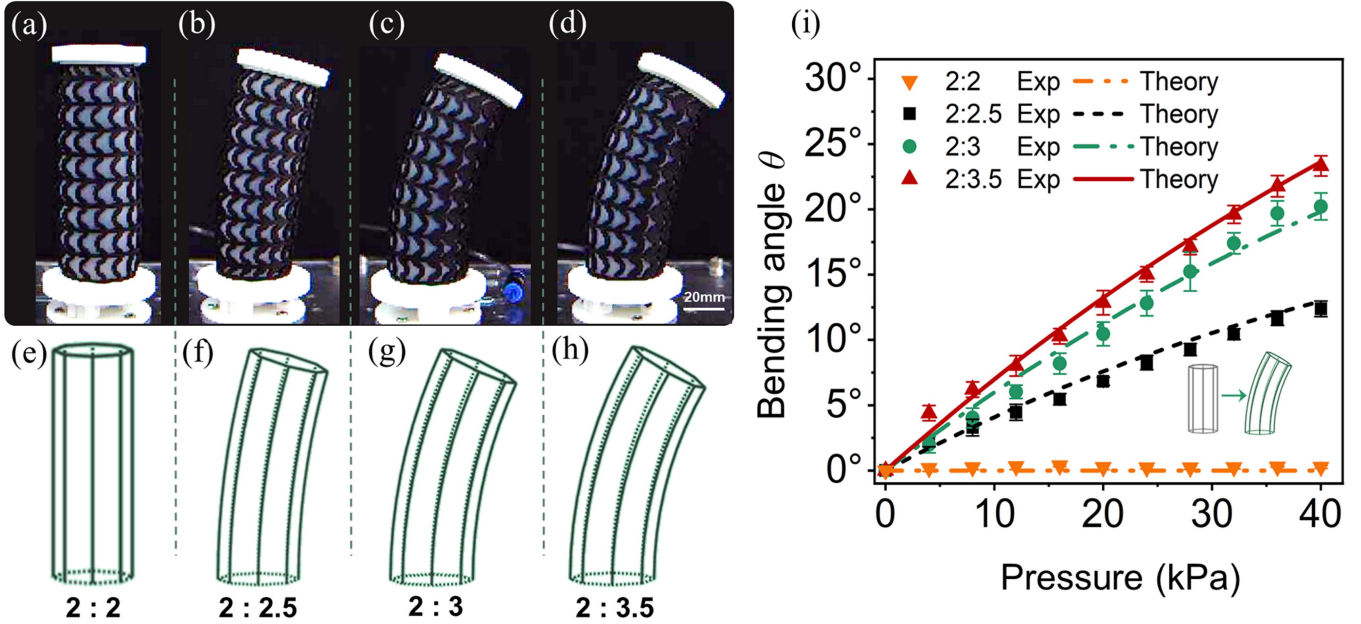 (a)
(b)
(c)
(d)
20mm
(e)
(f)
(g)
(h)
2 : 2
2 : 2.5
2 : 3
2 : 3.5
(i)
30°
25°
20°
15°
10°
5°
0°
Bending angle θ
2:2 Exp Theory
2:2.5 Exp Theory
2:3 Exp Theory
2:3.5 Exp Theory
0 10 20 30 40
Pressure (kPa)